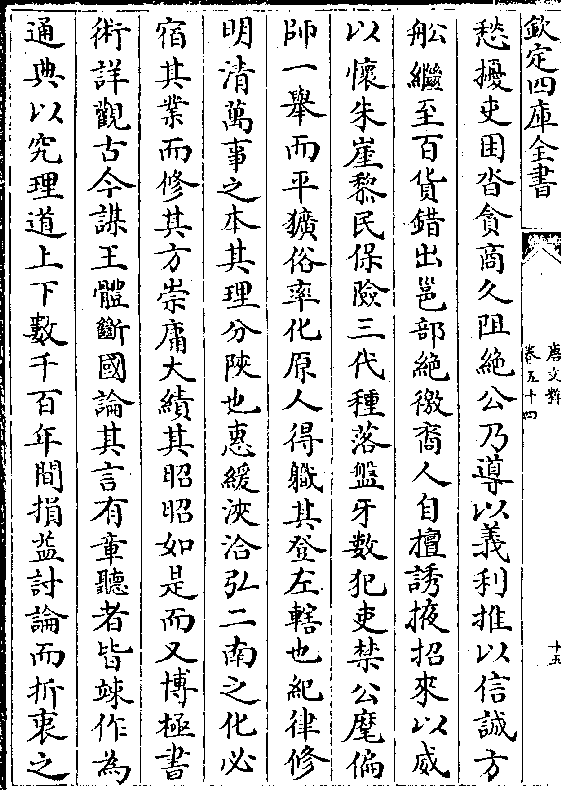 欽定四庫全書
唐文粹
卷五十四
十五
愁擾吏困沓貪商久阻絶公乃導以義利推以信誠方
舩繼至百貨錯出邕部絶徼裔人自擅誘掖招來以威
以懷朱崖黎民保險三代種落盤牙數犯吏禁公麾偏
師一舉而平獷俗率化原人得職其登左轄也紀律修
明清萬事之本其理分陝也惠緩浹洽弘二南之化必
宿其業而修其方崇庸大績其昭昭如是而又博極書
術詳觀古今謀王體斷國論其言有章聽者皆竦作為
通典以究理道上下數千百年間損益討論而折衷之